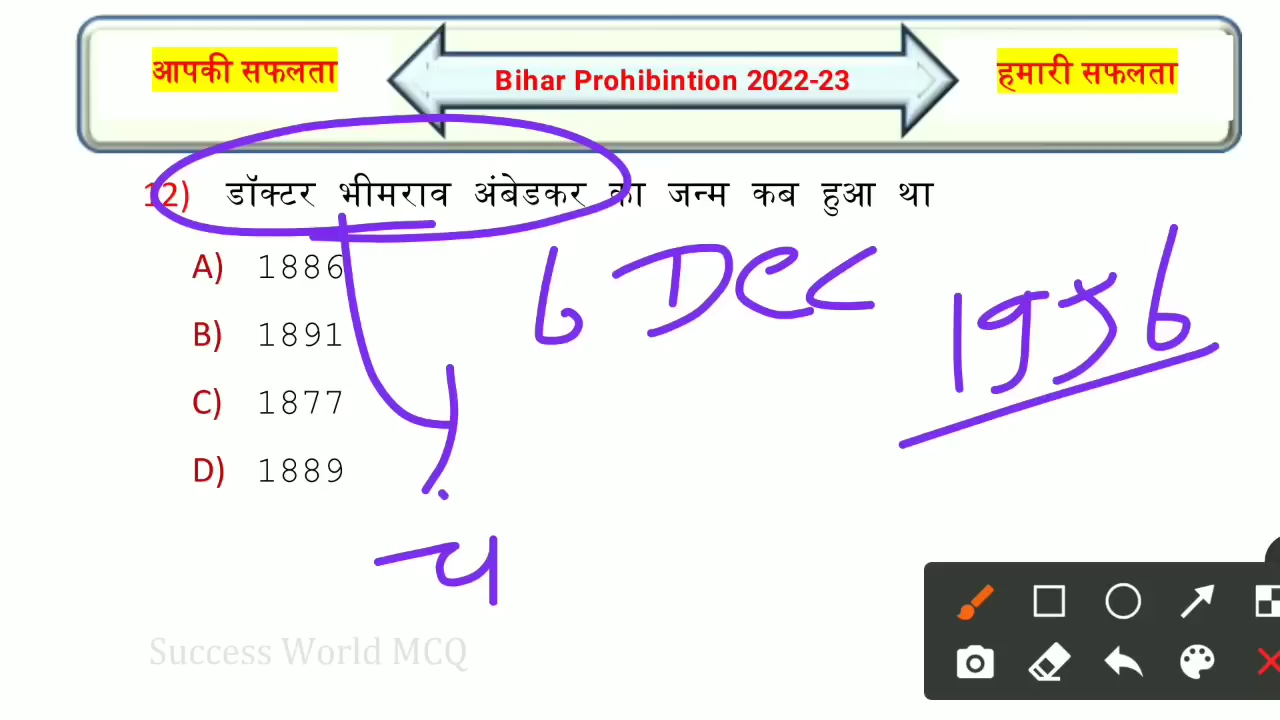 आपकी सफलता
Bihar Prohibintion 2022-23
हमारी सफलता
12) डॉक्टर भीमराव अंबेडकर का जन्म कब हुआ था
A) 1886
B) 1891
C) 1877
D) 1889
6 DEC
1956
Success World MCQ